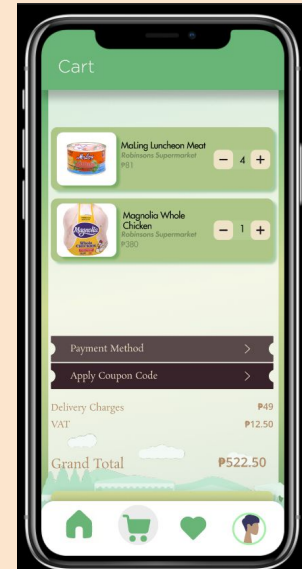 Cart
MaLing Luncheon Meat
Robinsons Supermarket
₱81
− 4 +
Magnolia
Magnolia Whole
Chicken
Robinsons Supermarket
₱380
− 1 +
Payment Method >
Apply Coupon Code >
Delivery Charges ₱49
VAT ₱12.50
Grand Total ₱522.50